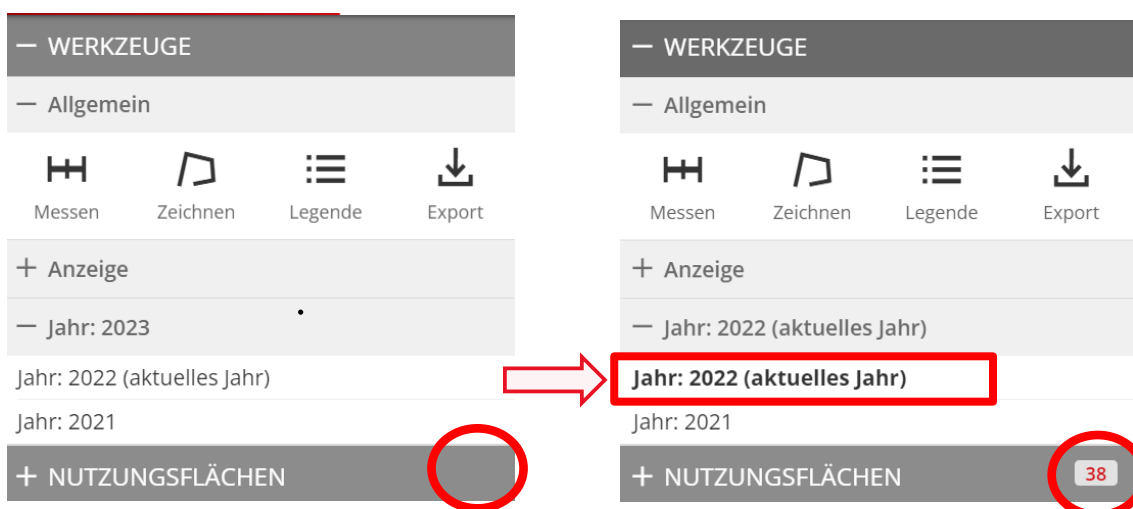 WERKZEUGE
Allgemein
Messen Zeichnen Legende Export
Anzeige
Jahr: 2023
Jahr: 2022 (aktuelles Jahr)
Jahr: 2021
NUTZUNGSFLÄCHEN
WERKZEUGE
Allgemein
Messen Zeichnen Legende Export
Anzeige
Jahr: 2022 (aktuelles Jahr)
Jahr: 2022 (aktuelles Jahr)
Jahr: 2021
NUTZUNGSFLÄCHEN 38